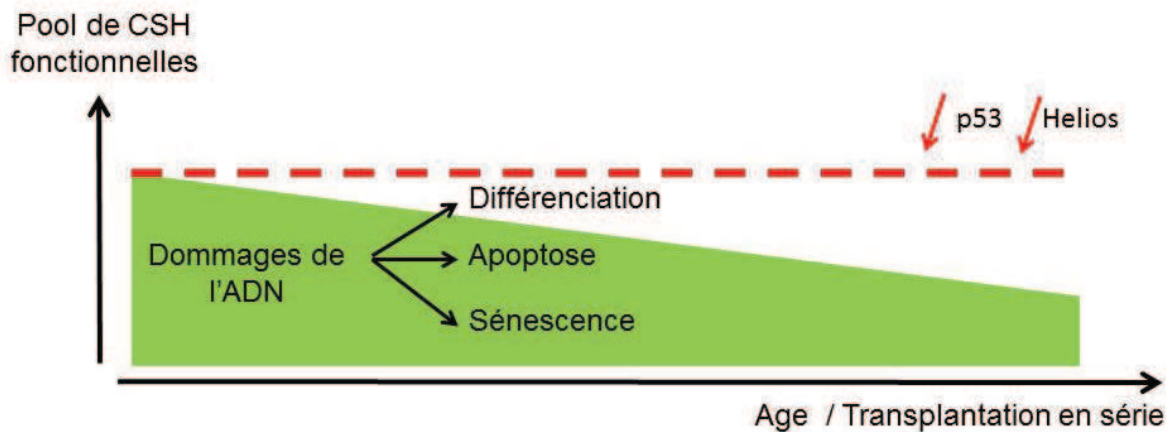 Pool de CSH
fonctionnelles
p53
Helios
Différenciation
Dommages de
l'ADN
Apoptose
Sénescence
Age / Transplantation en série